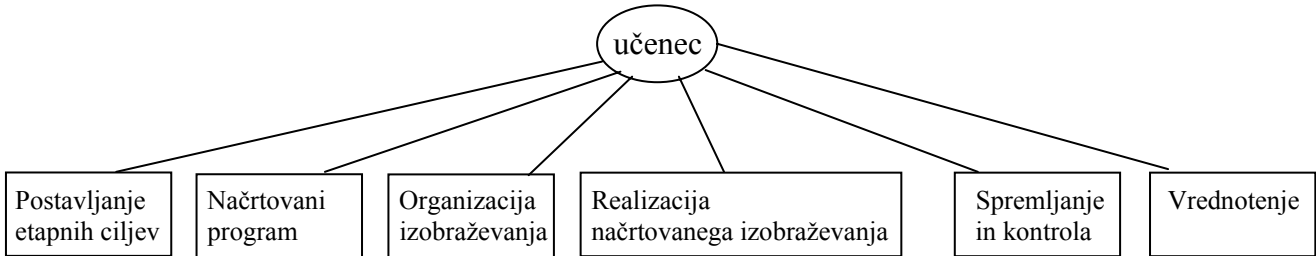 učenec
Postavljanje
etapnih ciljev
Načrtovani
program
Organizacija
izobraževanja
Realizacija
načrtovanega izobraževanja
Spremljanje
in kontrola
Vrednotenje